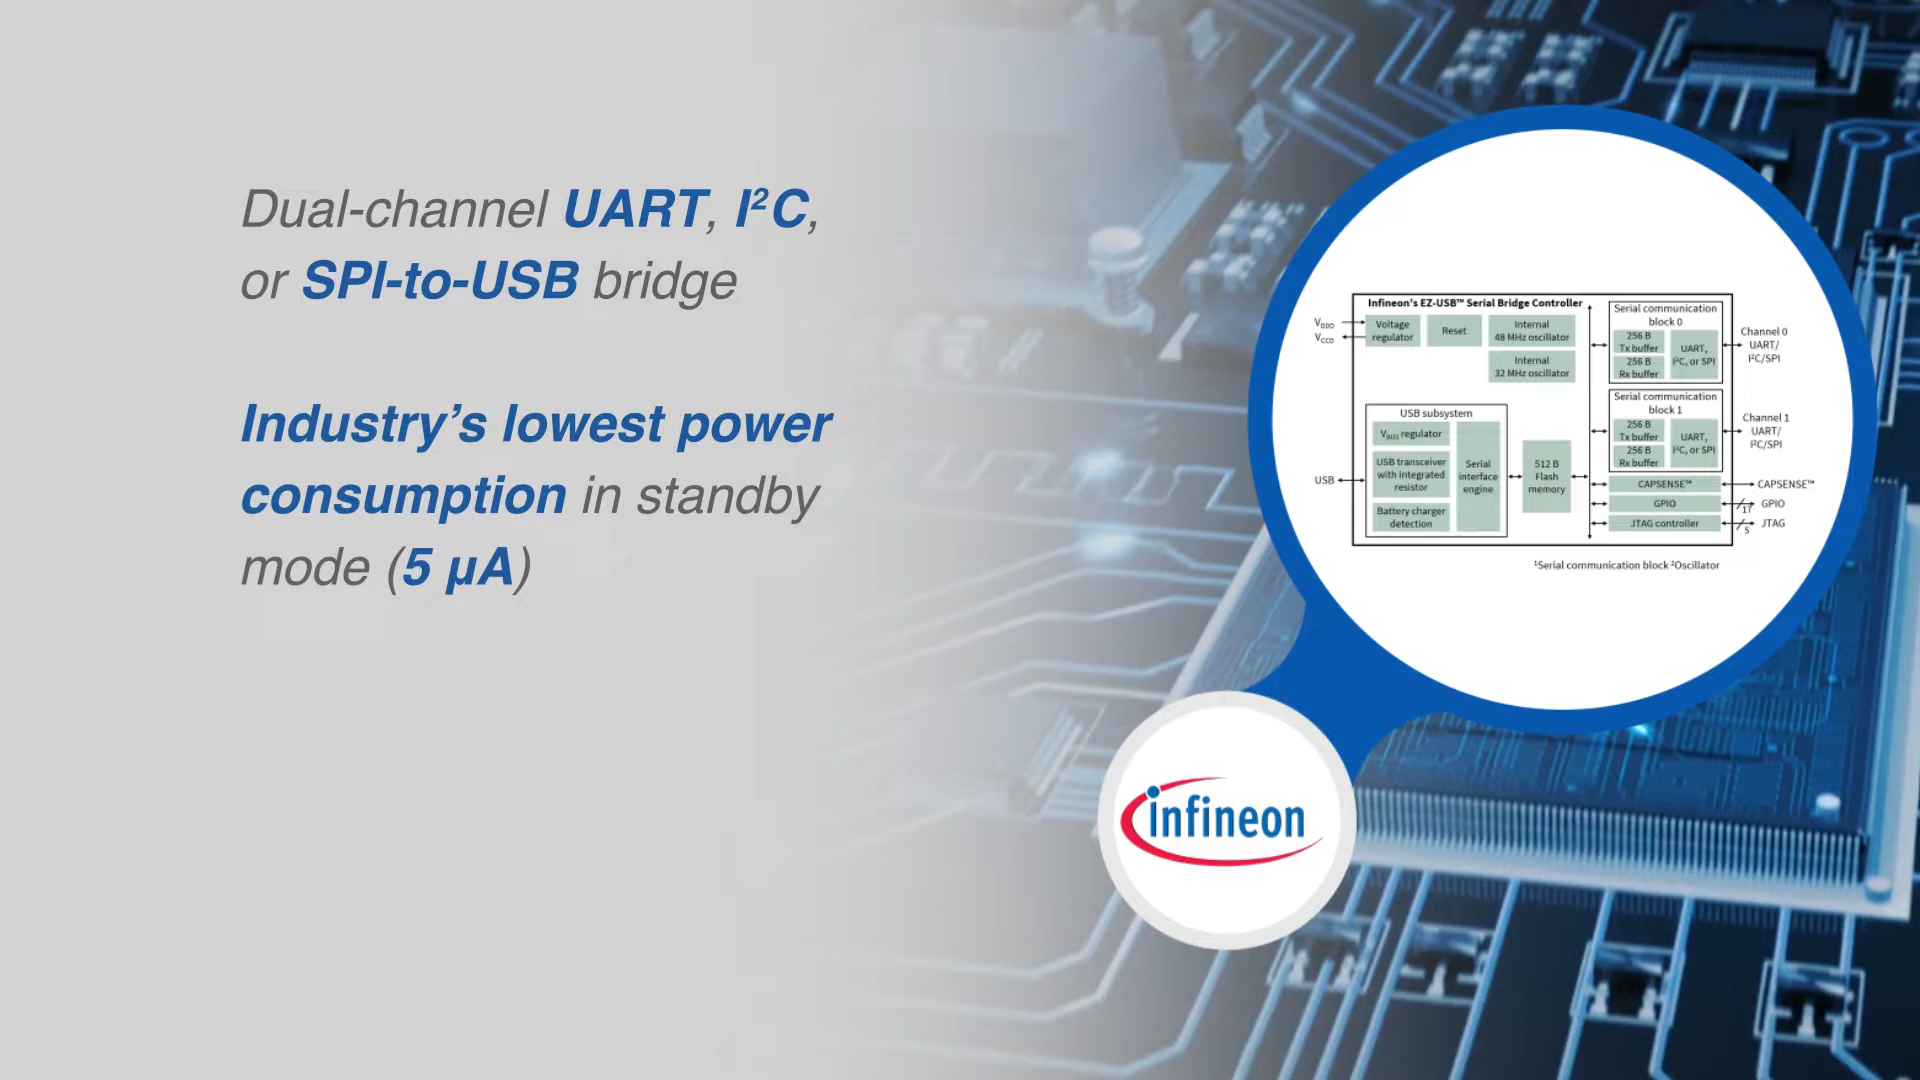 Dual-channel UART, I²C,
or SPI-to-USB bridge
Industry’s lowest power
consumption in standby
mode (5 µA)
Infineon's EZ-USB™ Serial Bridge Controller
VDDD
VCCD
Voltage
regulator
Reset
Internal
48 MHz oscillator
Internal
32 MHz oscillator
Serial communication
block 0
256 B
Tx buffer
256 B
Rx buffer
UART,
I²C, or SPI
Channel 0
UART/
I²C/SPI
Serial communication
block 1
256 B
Tx buffer
256 B
Rx buffer
UART,
I²C, or SPI
Channel 1
UART/
I²C/SPI
USB subsystem
VBUS regulator
USB transceiver
with integrated
resistor
Battery charger
detection
Serial
interface
engine
USB
512 B
Flash
memory
CAPSENSE™
CAPSENSE™
GPIO
17
GPIO
JTAG controller
5
JTAG
¹Serial communication block ²Oscillator
infineon